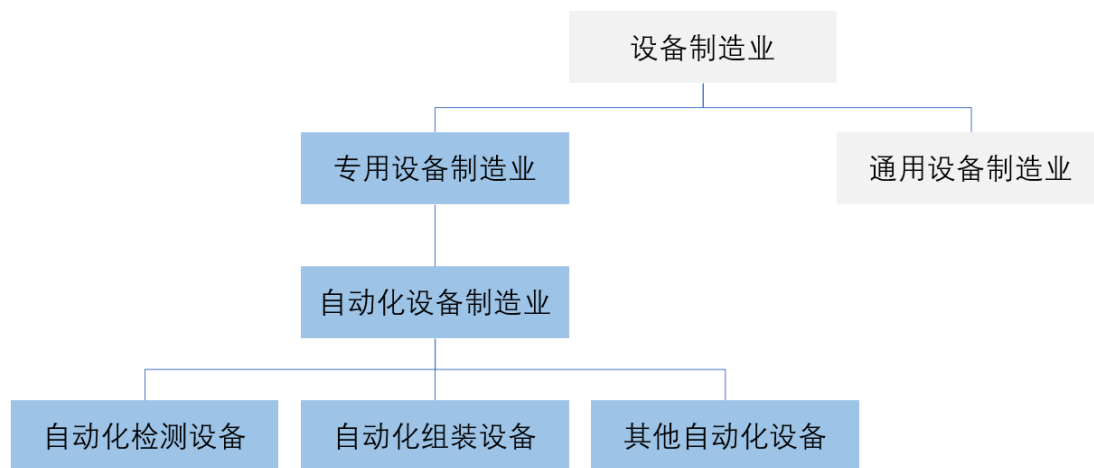 设备制造业
专用设备制造业
通用设备制造业
自动化设备制造业
自动化检测设备
自动化组装设备
其他自动化设备